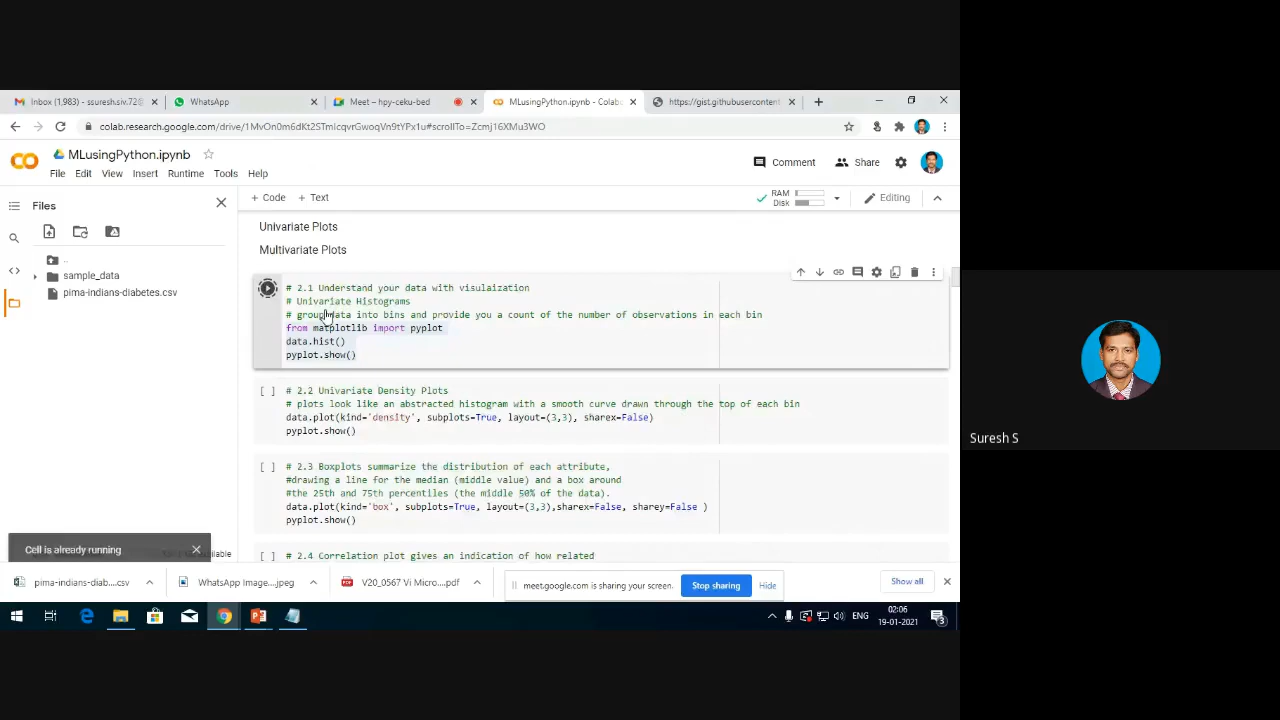 Inbox (1,983) - ssuresh.siv.72@
WhatsApp
Meet – hpy-ceku-bed
MLusingPython.ipynb - Colab
https://gist.githubusercontent
colab.research.google.com/drive/1MvOn0m6dKt2STmIcqvrGwoqVn9tYPx1u#scrollTo=Zcmj16XMu3WO
MLusingPython.ipynb
Comment
Share
File Edit View Insert Runtime Tools Help
Files
+ Code + Text
RAM
Disk
Editing
..
sample_data
pima-indians-diabetes.csv
Univariate Plots
Multivariate Plots
# 2.1 Understand your data with visulaization
# Univariate Histograms
# group data into bins and provide you a count of the number of observations in each bin
from matplotlib import pyplot
data.hist()
pyplot.show()
[ ] # 2.2 Univariate Density Plots
# plots look like an abstracted histogram with a smooth curve drawn through the top of each bin
data.plot(kind='density', subplots=True, layout=(3,3), sharex=False)
pyplot.show()
[ ] # 2.3 Boxplots summarize the distribution of each attribute,
#drawing a line for the median (middle value) and a box around
#the 25th and 75th percentiles (the middle 50% of the data).
data.plot(kind='box', subplots=True, layout=(3,3),sharex=False, sharey=False )
pyplot.show()
[ ] # 2.4 Correlation plot gives an indication of how related
Cell is already running
pima-indians-diab....csv
WhatsApp Image....jpeg
V20_0567 Vi Micro....pdf
meet.google.com is sharing your screen.
Stop sharing
Hide
Show all
ENG
02:06
19-01-2021
3
Suresh S